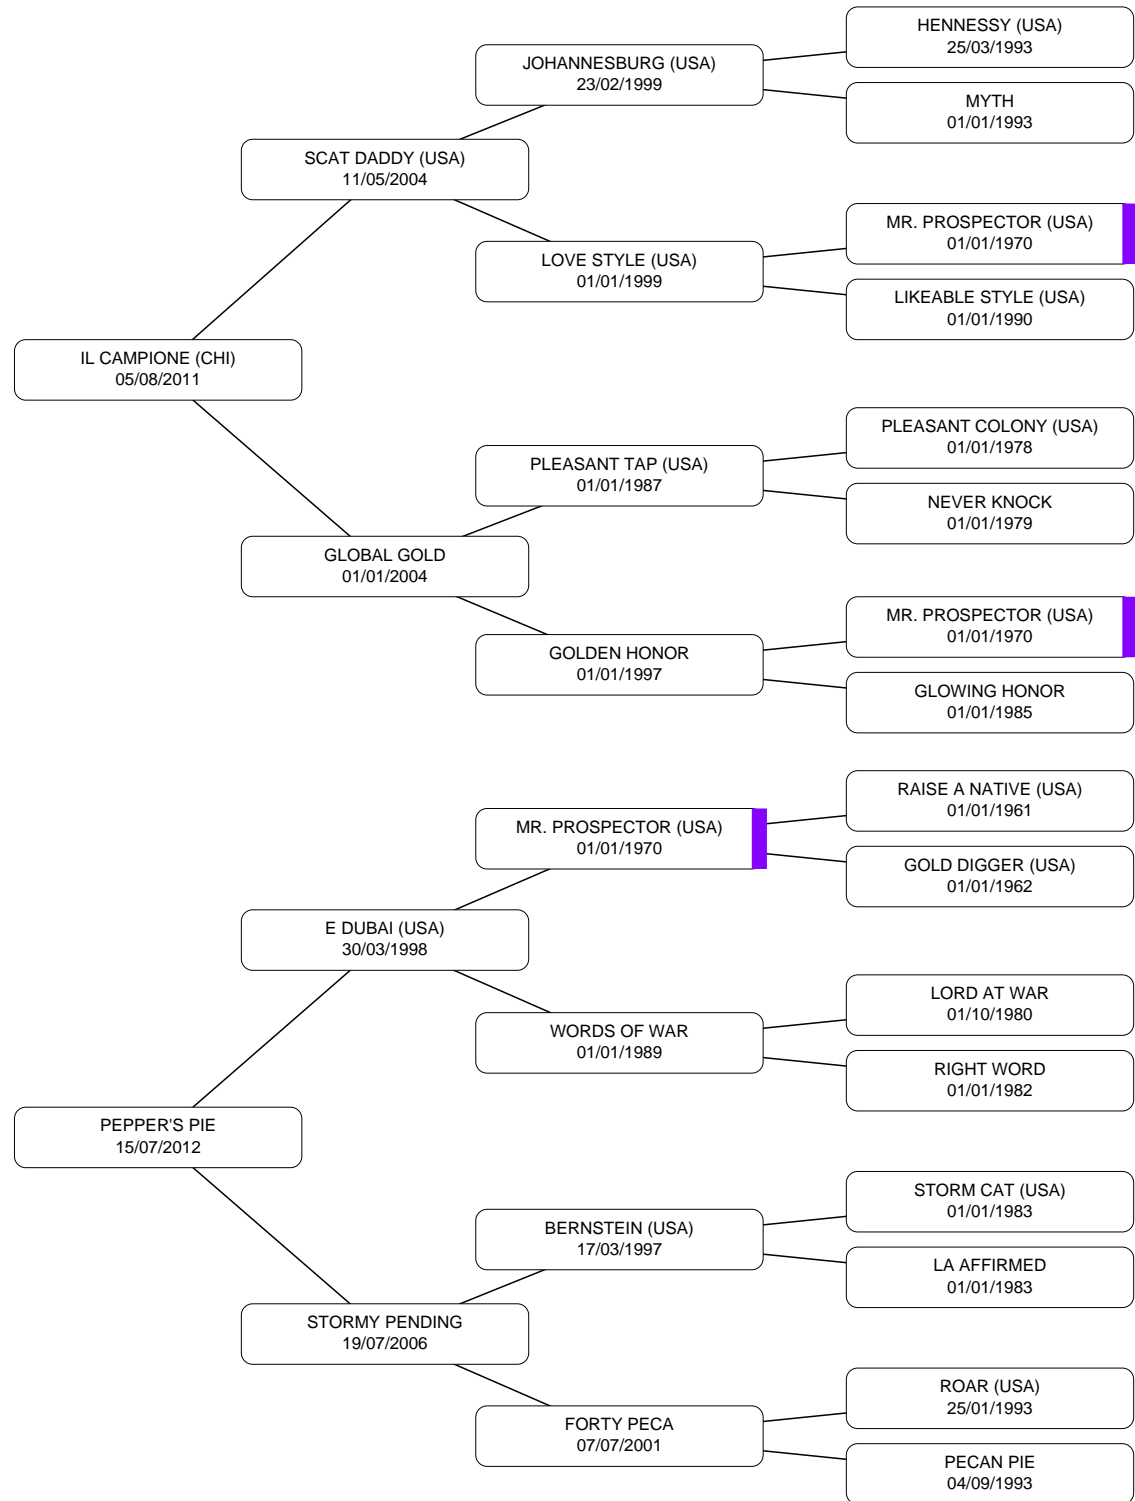 HENNESSY (USA)
25/03/1993
JOHANNESBURG (USA)
23/02/1999
MYTH
01/01/1993
SCAT DADDY (USA)
11/05/2004
MR. PROSPECTOR (USA)
01/01/1970
LOVE STYLE (USA)
01/01/1999
LIKEABLE STYLE (USA)
01/01/1990
IL CAMPIONE (CHI)
05/08/2011
PLEASANT COLONY (USA)
01/01/1978
PLEASANT TAP (USA)
01/01/1987
NEVER KNOCK
01/01/1979
GLOBAL GOLD
01/01/2004
MR. PROSPECTOR (USA)
01/01/1970
GOLDEN HONOR
01/01/1997
GLOWING HONOR
01/01/1985
RAISE A NATIVE (USA)
01/01/1961
MR. PROSPECTOR (USA)
01/01/1970
GOLD DIGGER (USA)
01/01/1962
E DUBAI (USA)
30/03/1998
LORD AT WAR
01/10/1980
WORDS OF WAR
01/01/1989
RIGHT WORD
01/01/1982
PEPPER'S PIE
15/07/2012
STORM CAT (USA)
01/01/1983
BERNSTEIN (USA)
17/03/1997
LA AFFIRMED
01/01/1983
STORMY PENDING
19/07/2006
ROAR (USA)
25/01/1993
FORTY PECA
07/07/2001
PECAN PIE
04/09/1993